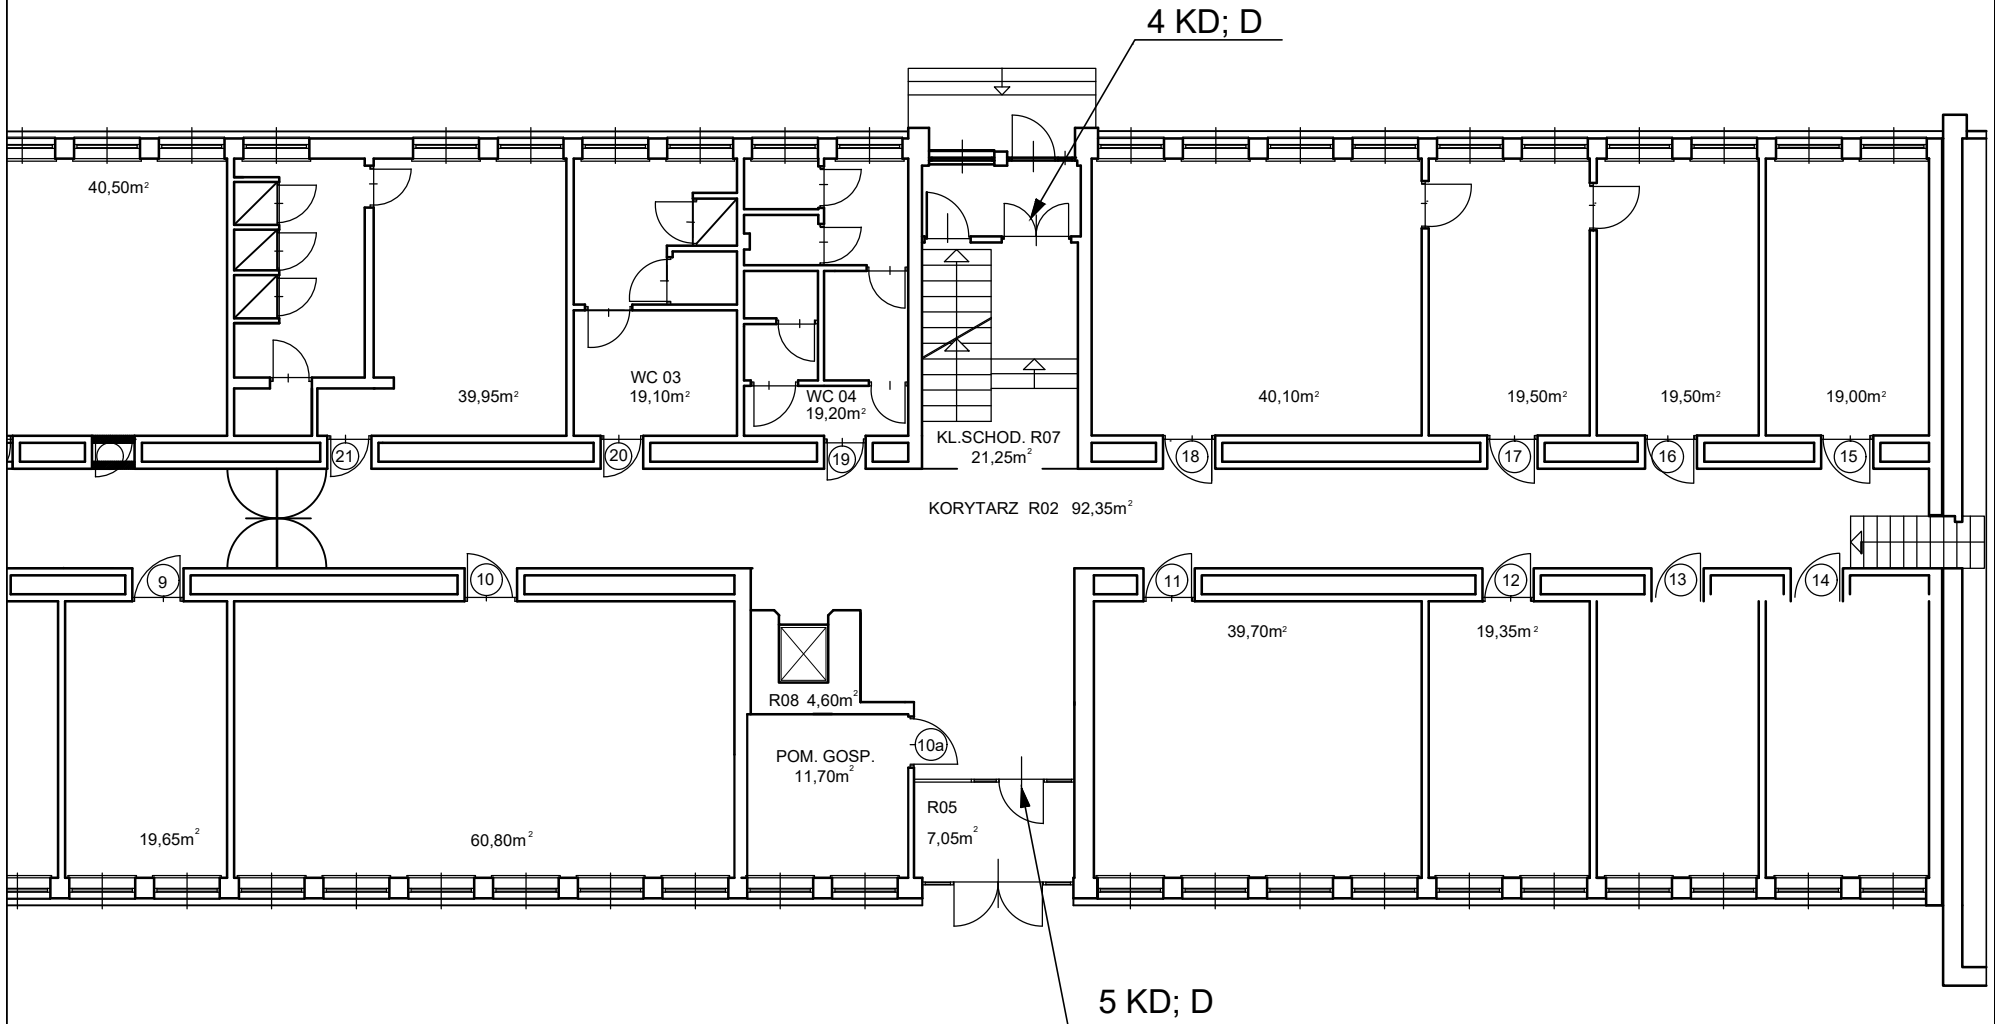 4 KD; D
40,50m²
39,95m²
WC 03
19,10m²
WC 04
19,20m²
40,10m²
19,50m²
19,50m²
19,00m²
KL.SCHOD. R07
21,25m²
21
20
19
18
17
16
15
KORYTARZ R02 92,35m²
9
10
11
12
13
14
39,70m²
19,35m²
R08 4,60m²
10a
POM. GOSP.
11,70m²
R05
7,05m²
19,65m²
60,80m²
5 KD; D